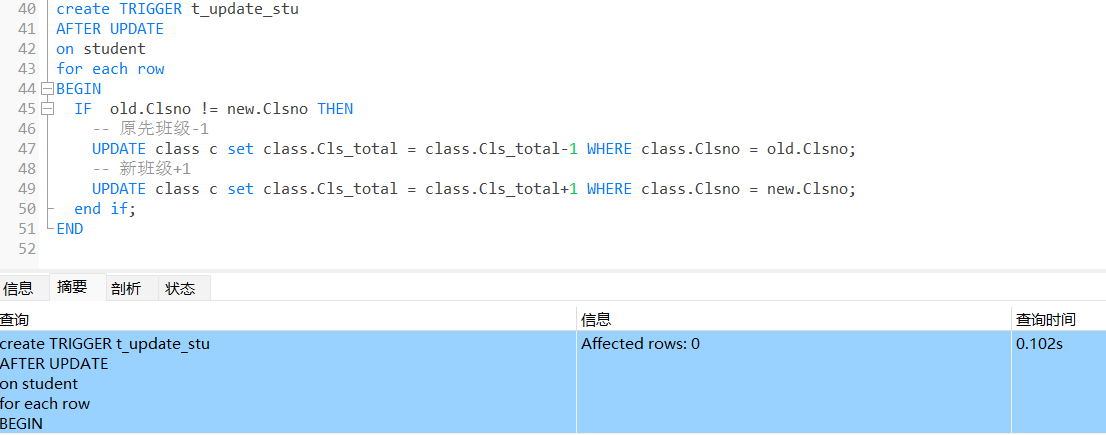 40 create TRIGGER t_update_stu
41 AFTER UPDATE
42 on student
43 for each row
44 BEGIN
45 IF  old.Clsno != new.Clsno THEN
46 -- 原先班级-1
47 UPDATE class c set class.Cls_total = class.Cls_total-1 WHERE class.Clsno = old.Clsno;
48 -- 新班级+1
49 UPDATE class c set class.Cls_total = class.Cls_total+1 WHERE class.Clsno = new.Clsno;
50 end if;
51 END
52
信息 摘要 剖析 状态
查询 信息 查询时间
create TRIGGER t_update_stu Affected rows: 0 0.102s
AFTER UPDATE
on student
for each row
BEGIN